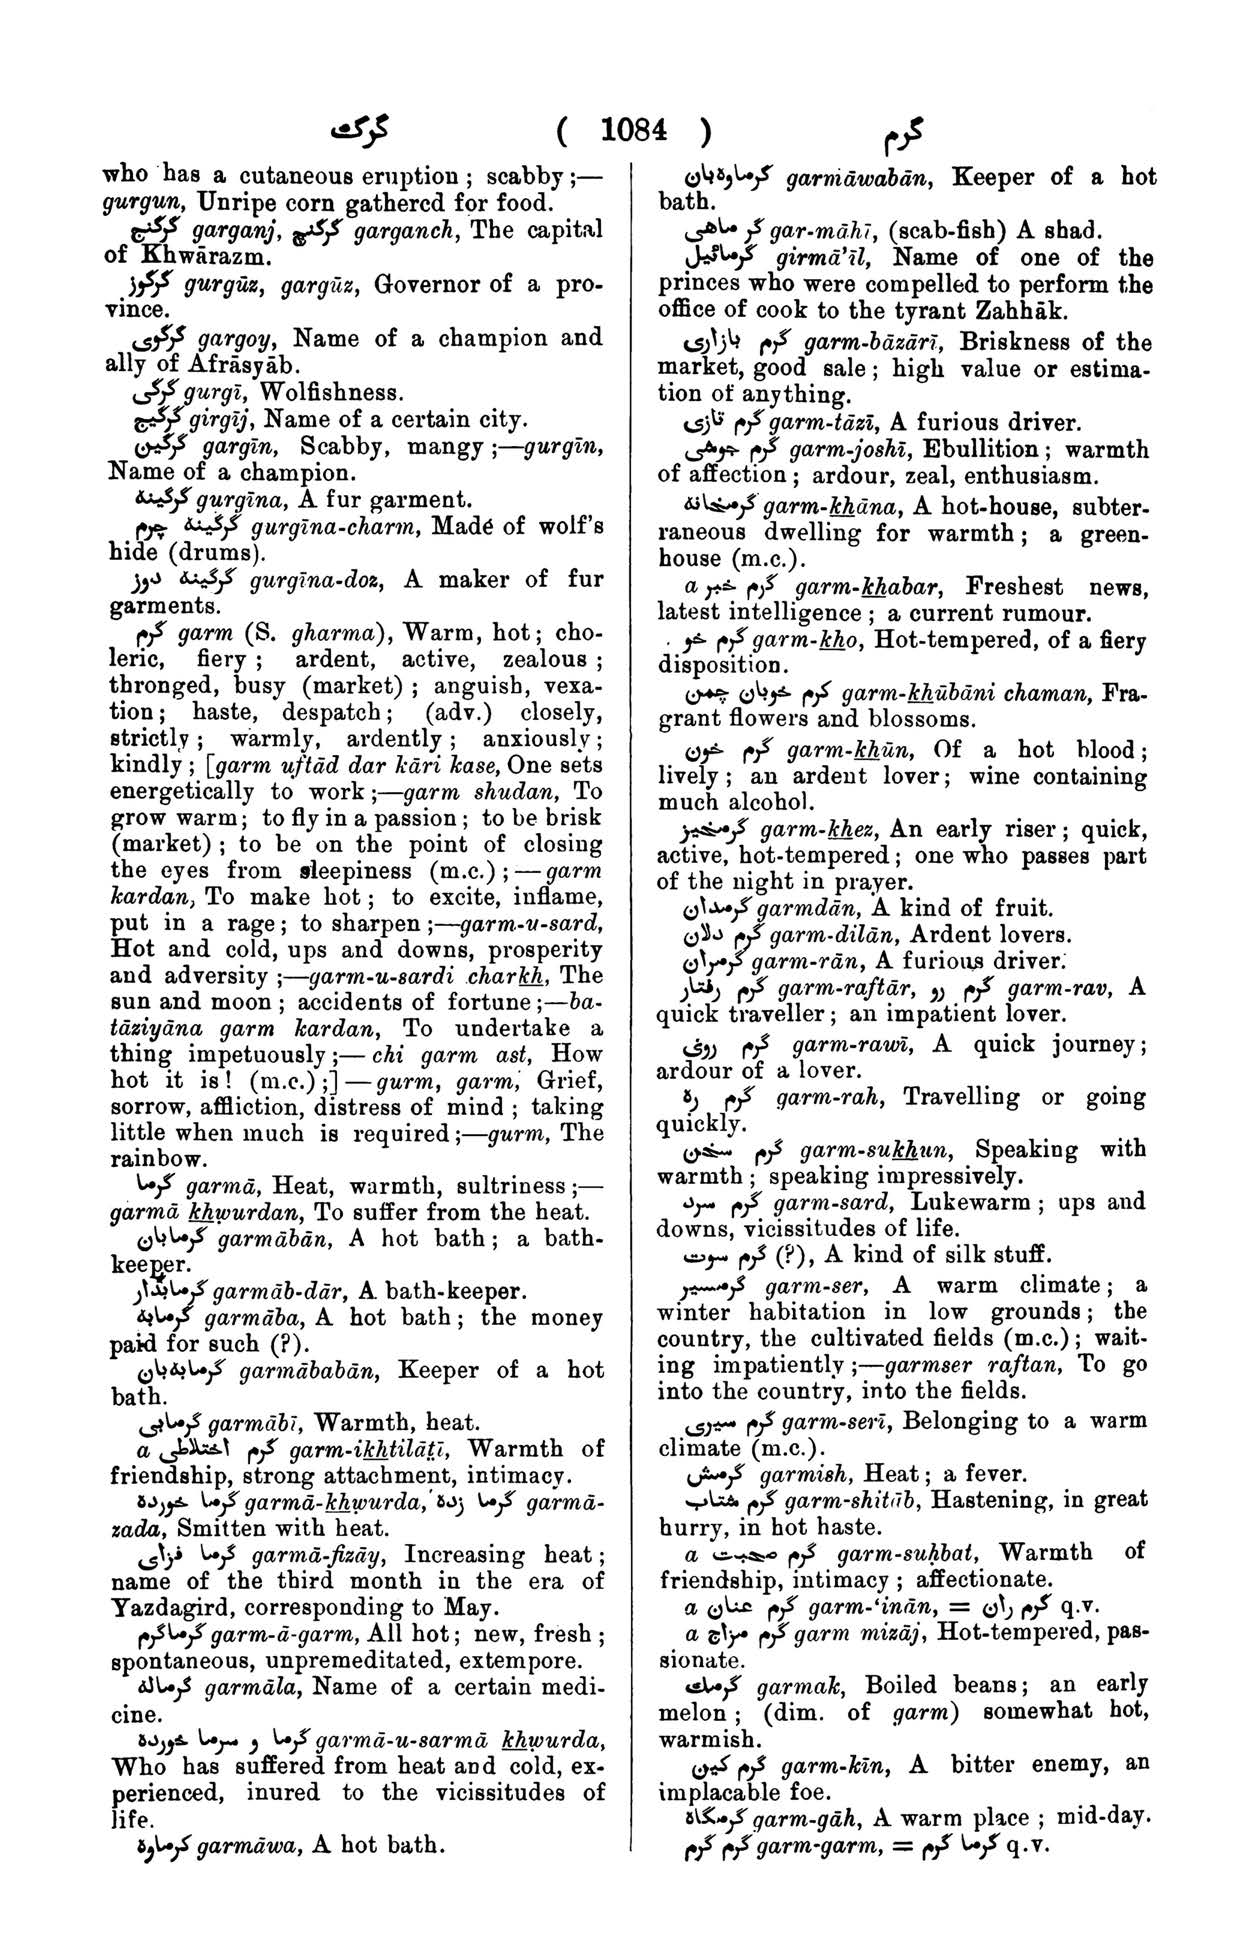 گرگ ( 1084 ) گرم
who has a cutaneous eruption ; scabby ;—
gurgun, Unripe corn gathered for food.
گرگنج garganj, گرگنچ garganch, The capital
of Khwārazm.
گرگوز gurgūz, gargūz, Governor of a pro-
vince.
گرگوی gargoy, Name of a champion and
ally of Afrāsyāb.
گرگی gurgī, Wolfishness.
گرگیج girgīj, Name of a certain city.
گرگین gargīn, Scabby, mangy ;—gurgīn,
Name of a champion.
گرگینه gurgīna, A fur garment.
گرگینه چرم gurgīna-charm, Made of wolf's
hide (drums).
گرگینه دوز gurgīna-doz, A maker of fur
garments.
گرم garm (S. gharma), Warm, hot ; cho-
leric, fiery ; ardent, active, zealous ;
thronged, busy (market) ; anguish, vexa-
tion ; haste, despatch ; (adv.) closely,
strictly ; warmly, ardently ; anxiously ;
kindly ; [garm uftād dar kāri kase, One sets
energetically to work ;—garm shudan, To
grow warm ; to fly in a passion ; to be brisk
(market) ; to be on the point of closing
the eyes from sleepiness (m.c.) ;—garm
kardan, To make hot ; to excite, inflame,
put in a rage ; to sharpen ;—garm-u-sard,
Hot and cold, ups and downs, prosperity
and adversity ;—garm-u-sardi charkh, The
sun and moon ; accidents of fortune ;—ba-
tāziyāna garm kardan, To undertake a
thing impetuously ;—chi garm ast, How
hot it is ! (m.c.) ;]—gurm, garm, Grief,
sorrow, affliction, distress of mind ; taking
little when much is required ;—gurm, The
rainbow.
گرما garmā, Heat, warmth, sultriness ;—
garmā khẉurdan, To suffer from the heat.
گرمابان garmābān, A hot bath ; a bath-
keeper.
گرمابدار garmāb-dār, A bath-keeper.
گرمابه garmāba, A hot bath ; the money
paid for such (?).
گرمابهبان garmābabān, Keeper of a hot
bath.
گرمابی garmābī, Warmth, heat.
a گرم اختلاطی garm-ikhtilāt̤ī, Warmth of
friendship, strong attachment, intimacy.
گرما خورده garmā-khẉurda, گرما زده garmā-
zada, Smitten with heat.
گرما فزای garmā-fizāy, Increasing heat ;
name of the third month in the era of
Yazdagird, corresponding to May.
گرماگرم garm-ā-garm, All hot ; new, fresh ;
spontaneous, unpremeditated, extempore.
گرماله garmāla, Name of a certain medi-
cine.
گرما و سرما خورده garmā-u-sarmā khẉurda,
Who has suffered from heat and cold, ex-
perienced, inured to the vicissitudes of
life.
گرماوه garmāwa, A hot bath.
گرماوهبان garmāwabān, Keeper of a hot
bath.
گر ماهی gar-māhī, (scab-fish) A shad.
گرمائیل girmā’īl, Name of one of the
princes who were compelled to perform the
office of cook to the tyrant Zahhāk.
گرم بازاری garm-bāzārī, Briskness of the
market, good sale ; high value or estima-
tion of anything.
گرم تازی garm-tāzī, A furious driver.
گرم جوشی garm-joshī, Ebullition ; warmth
of affection ; ardour, zeal, enthusiasm.
گرمخانه garm-khāna, A hot-house, subter-
raneous dwelling for warmth ; a green-
house (m.c.).
a گرم خبر garm-khabar, Freshest news,
latest intelligence ; a current rumour.
گرم خو garm-kho, Hot-tempered, of a fiery
disposition.
گرم خوبان چمن garm-khūbāni chaman, Fra-
grant flowers and blossoms.
گرم خون garm-khūn, Of a hot blood ;
lively ; an ardent lover ; wine containing
much alcohol.
گرمخیز garm-khez, An early riser ; quick,
active, hot-tempered ; one who passes part
of the night in prayer.
گرمدان garmdān, A kind of fruit.
گرم دلان garm-dilān, Ardent lovers.
گرمران garm-rān, A furious driver.
گرم رفتار garm-raftār, گرم رو garm-rav, A
quick traveller ; an impatient lover.
گرم روی garm-rawī, A quick journey ;
ardour of a lover.
گرم ره garm-rah, Travelling or going
quickly.
گرم سخن garm-sukhun, Speaking with
warmth ; speaking impressively.
گرم سرد garm-sard, Lukewarm ; ups and
downs, vicissitudes of life.
گرم سوت (?), A kind of silk stuff.
گرمسیر garm-ser, A warm climate ; a
winter habitation in low grounds ; the
country, the cultivated fields (m.c.) ; wait-
ing impatiently ;—garmser raftan, To go
into the country, into the fields.
گرم سیری garm-serī, Belonging to a warm
climate (m.c.).
گرمش garmish, Heat ; a fever.
گرم شتاب garm-shitāb, Hastening, in great
hurry, in hot haste.
a گرم صحبت garm-suḥbat, Warmth of
friendship, intimacy ; affectionate.
a گرم عنان garm-‘inān, = گرم ران q.v.
a گرم مزاج garm mizāj, Hot-tempered, pas-
sionate.
گرمك garmak, Boiled beans ; an early
melon ; (dim. of garm) somewhat hot,
warmish.
گرم کین garm-kīn, A bitter enemy, an
implacable foe.
گرمگاه garm-gāh, A warm place ; mid-day.
گرم گرم garm-garm, = گرما گرم q.v.